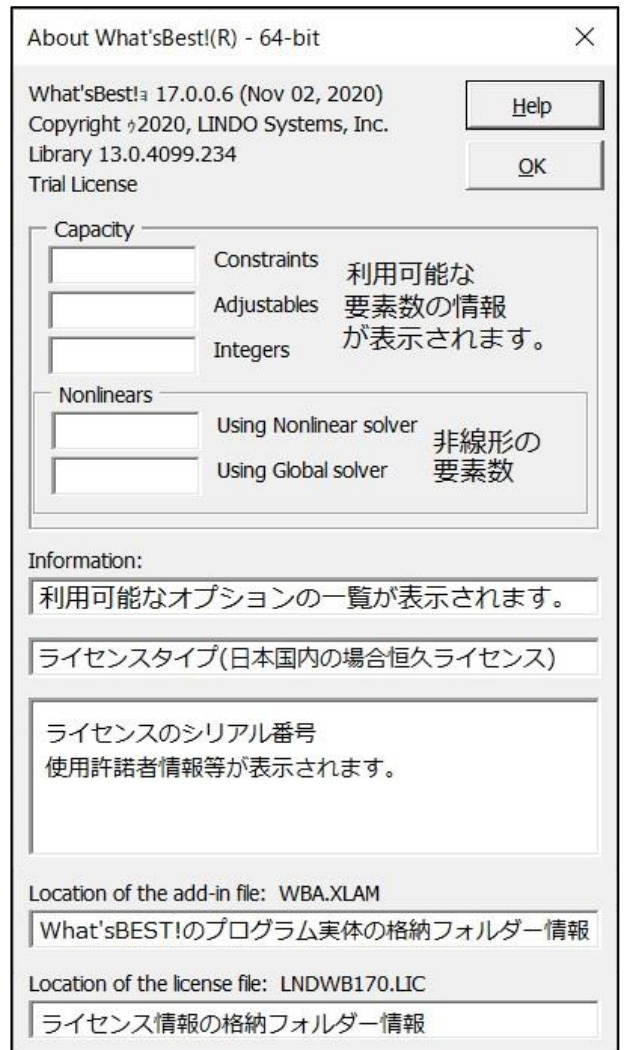 About What'sBest!(R) - 64-bit
What'sBest!ｮ 17.0.0.6 (Nov 02, 2020)
Copyright ｩ2020, LINDO Systems, Inc.
Library 13.0.4099.234
Trial License
Help
OK
Capacity
Constraints
Adjustables
Integers
利用可能な
要素数の情報
が表示されます。
Nonlinears
Using Nonlinear solver
Using Global solver
非線形の
要素数
Information:
利用可能なオプションの一覧が表示されます。
ライセンスタイプ(日本国内の場合恒久ライセンス)
ライセンスのシリアル番号
使用許諾者情報等が表示されます。
Location of the add-in file: WBA.XLAM
What'sBEST!のプログラム実体の格納フォルダー情報
Location of the license file: LNDWB170.LIC
ライセンス情報の格納フォルダー情報